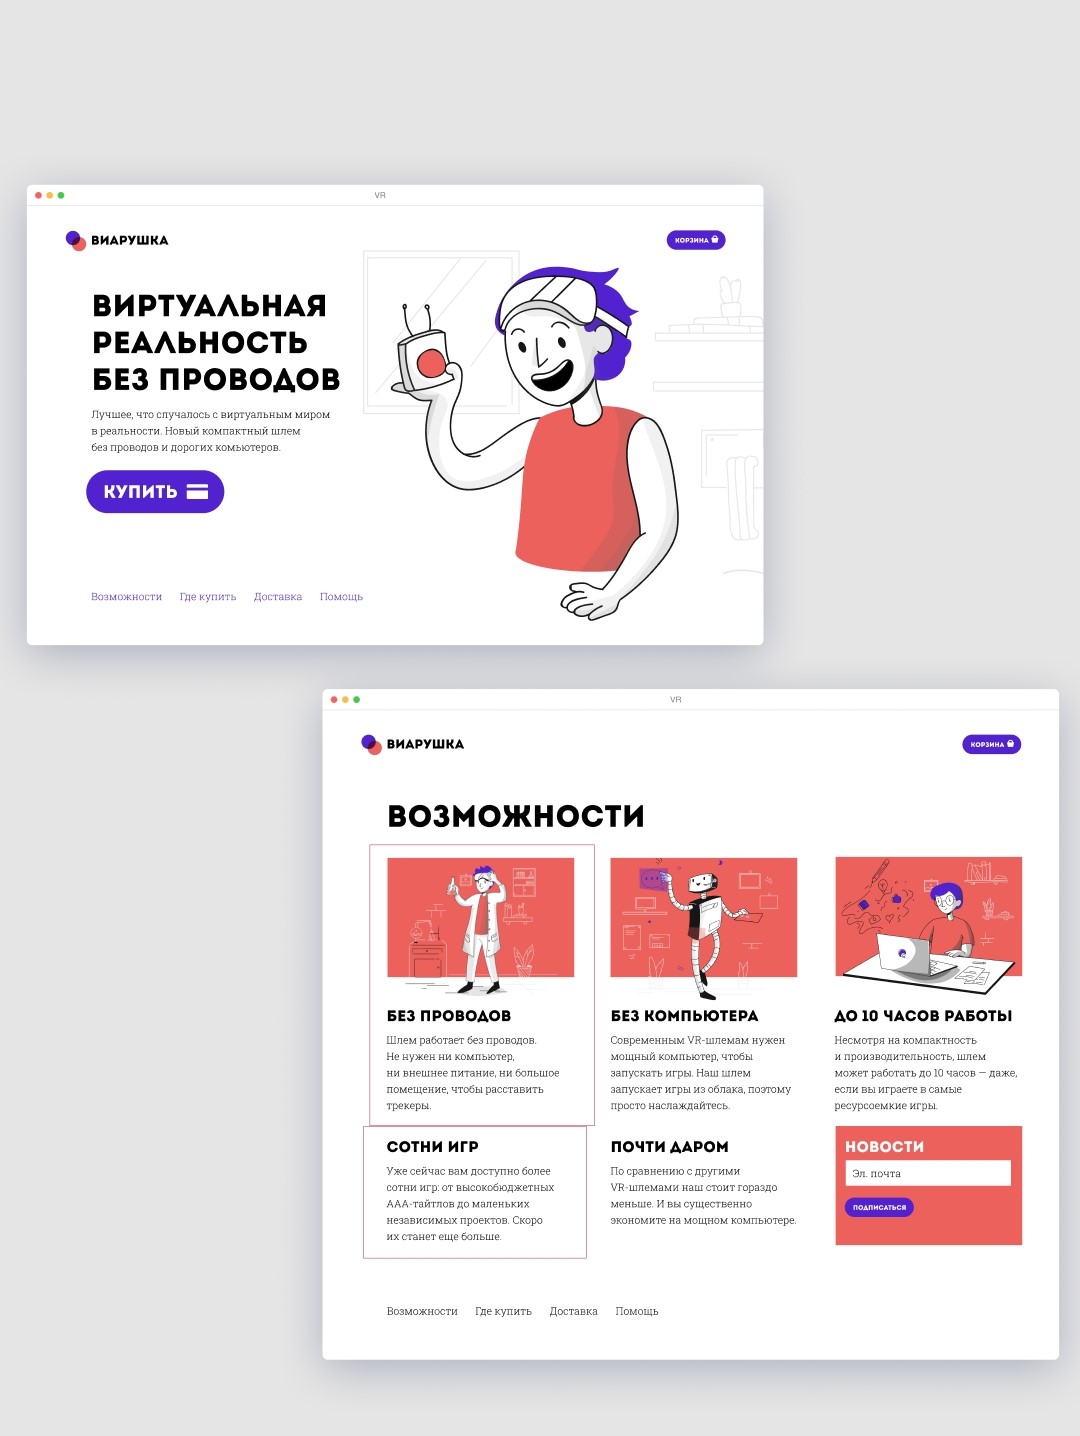 VR
ВИАРУШКА
КОРЗИНА
ВИРТУАЛЬНАЯ
РЕАЛЬНОСТЬ
БЕЗ ПРОВОДОВ
Лучшее, что случалось с виртуальным миром
в реальности. Новый компактный шлем
без проводов и дорогих комьютеров.
КУПИТЬ
Возможности Где купить Доставка Помощь
VR
ВИАРУШКА
КОРЗИНА
ВОЗМОЖНОСТИ
БЕЗ ПРОВОДОВ
Шлем работает без проводов.
Не нужен ни компьютер,
ни внешнее питание, ни большое
помещение, чтобы расставить
трекеры.
БЕЗ КОМПЬЮТЕРА
Современным VR-шлемам нужен
мощный компьютер, чтобы
запускать игры. Наш шлем
запускает игры из облака, поэтому
просто наслаждайтесь.
ДО 10 ЧАСОВ РАБОТЫ
Несмотря на компактность
и производительность, шлем
может работать до 10 часов — даже,
если вы играете в самые
ресурсоемкие игры.
СОТНИ ИГР
Уже сейчас вам доступно более
сотни игр: от высокобюджетных
ААА-тайтлов до маленьких
независимых проектов. Скоро
их станет еще больше.
ПОЧТИ ДАРОМ
По сравнению с другими
VR-шлемами наш стоит гораздо
меньше. И вы существенно
экономите на мощном компьютере.
НОВОСТИ
Эл. почта
ПОДПИСАТЬСЯ
Возможности Где купить Доставка Помощь